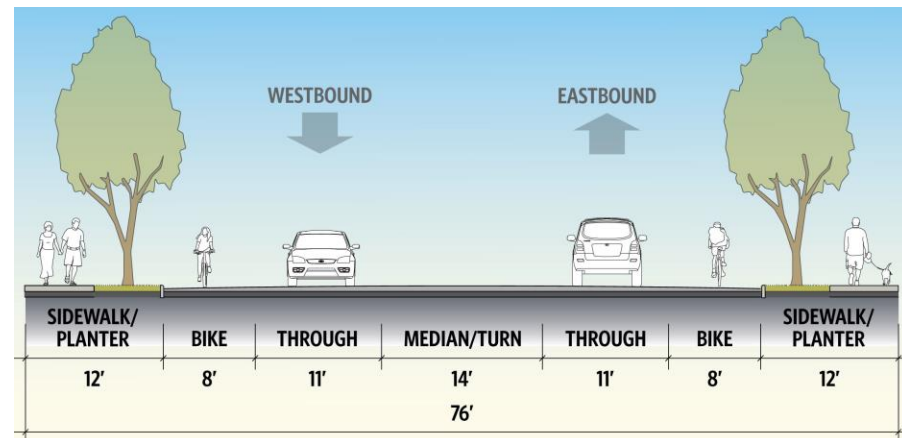 WESTBOUND
EASTBOUND
SIDEWALK/
PLANTER
BIKE
THROUGH
MEDIAN/TURN
THROUGH
BIKE
SIDEWALK/
PLANTER
12′
8′
11′
14′
11′
8′
12′
76′